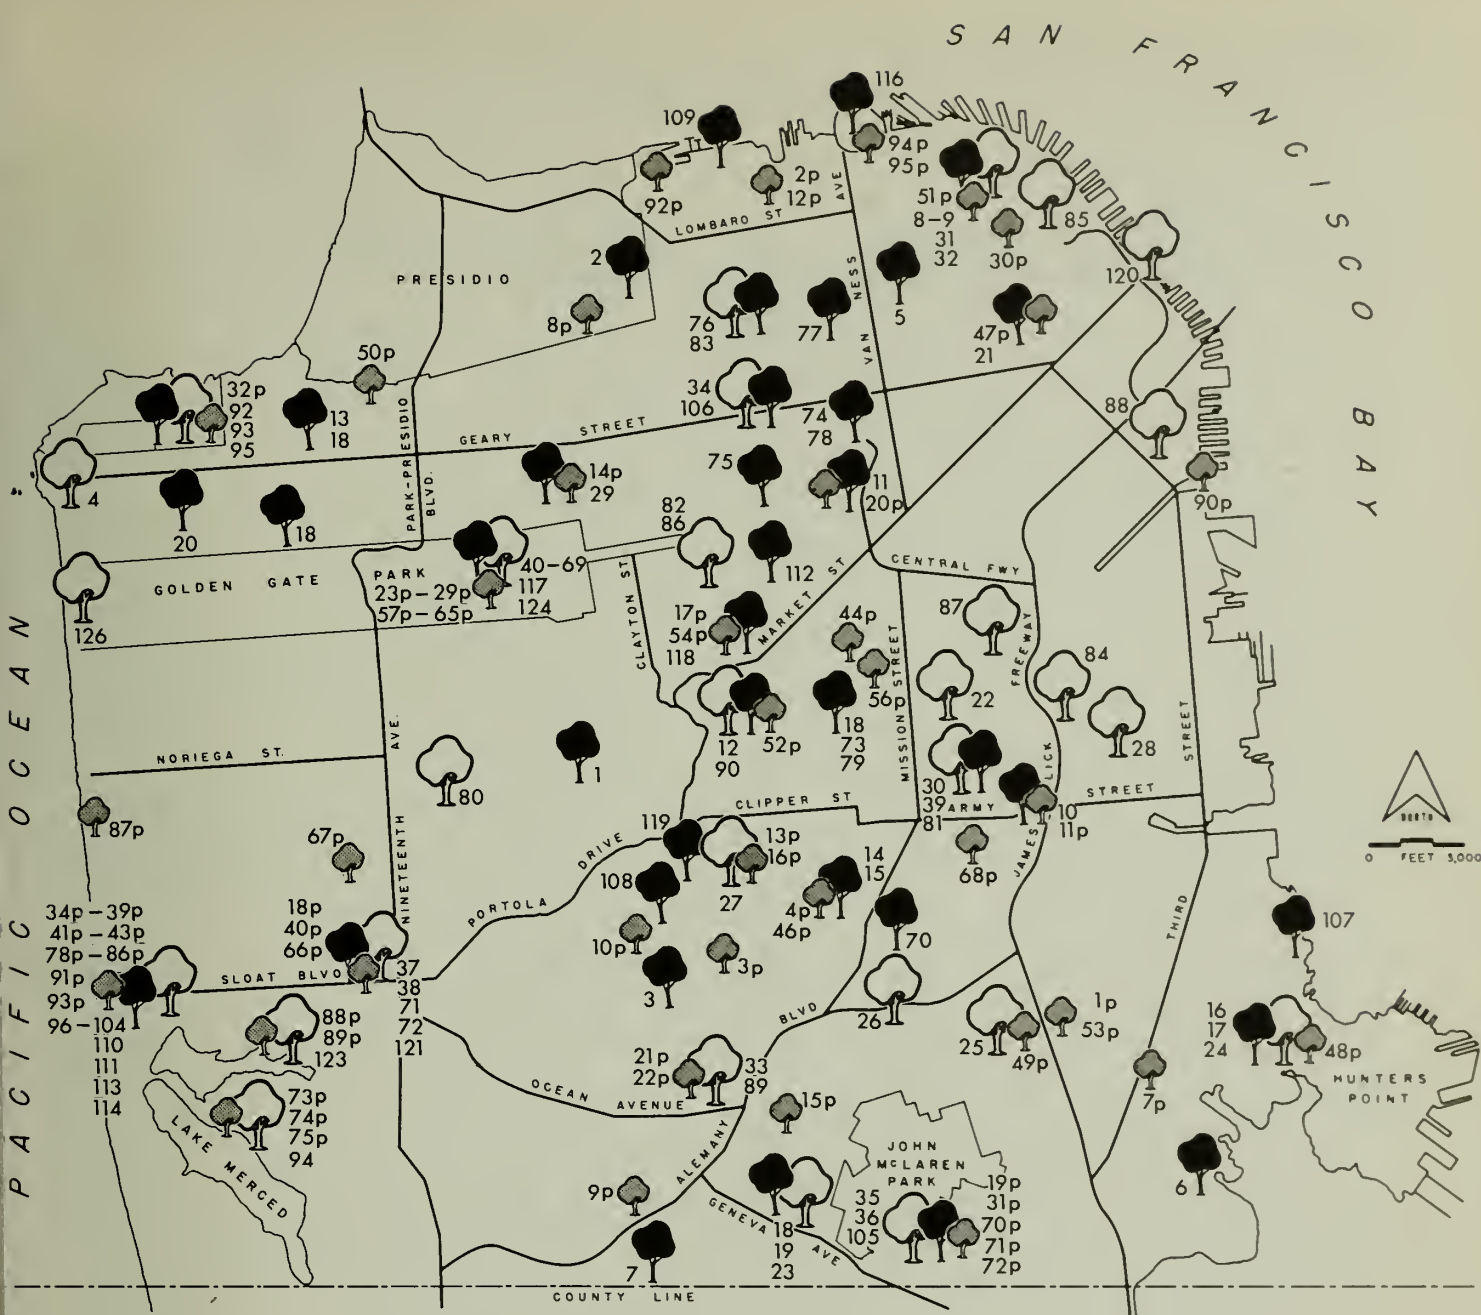 SAN FRANCISCO BAY
116
109
94p
95p
2p
12p
92p
LOMBARO ST
AVE
51p
8-9
31
32
30p
85
120
2
PRESIDIO
8p
76
83
77
VAN NESS
5
47p
21
50p
32p
92
93
95
13
18
34
106
74
78
88
GEARY STREET
PARK-PRESIDIO
BLVD.
4
20
18
14p
29
75
11
20p
90p
82
86
GOLDEN GATE PARK
40-69
117
124
23p-29p
57p-65p
112
CENTRAL FWY
126
CLAYTON ST
17p
54p
118
MARKET ST
44p
56p
87
FREEWAY
84
22
28
MISSION STREET
PACIFIC OCEAN
NORIEGA ST.
80
1
12
90
52p
18
73
79
30
39
81
ARMY STREET
10
11p
JAMES LICK
CLIPPER ST
87p
67p
NINETEENTH AVE.
119
13p
16p
27
PORTOLA DRIVE
108
14
15
4p
46p
68p
70
THIRD STREET
NORTH
0 FEET 3,000
107
34p-39p
41p-43p
78p-86p
91p
93p
96-104
110
111
113
114
18p
40p
66p
SLOAT BLVD
37
38
71
72
121
10p
3
3p
BLVD
26
25
49p
1p
53p
16
17
24
48p
HUNTERS
POINT
88p
89p
123
73p
74p
75p
94
LAKE MERCED
OCEAN AVENUE
21p
22p
33
89
15p
7p
6
ALEMANY
JOHN
McLAREN
PARK
19p
31p
70p
71p
72p
35
36
105
9p
7
GENEVA AVE
18
19
23
COUNTY LINE